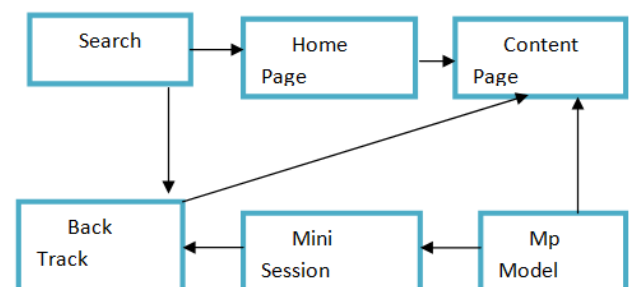 Search
Home
Page
Content
Page
Back
Track
Mini
Session
Mp
Model